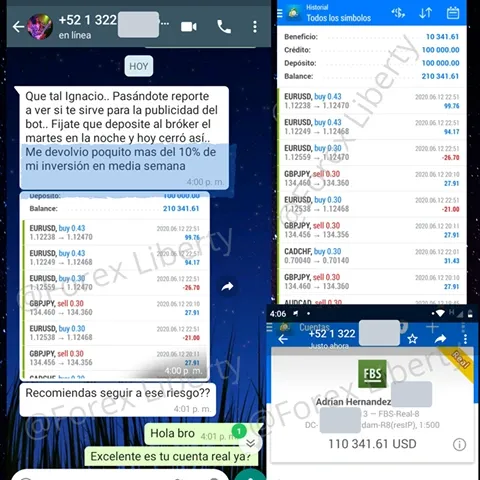 +52 1 322
en línea
HOY
Que tal Ignacio.. Pasándote reporte
a ver si te sirve para la publicidad del
bot.. Fijate que deposite al bróker el
martes en la noche y hoy cerró así..
Me devolvio poquito mas del 10% de
mi inversión en media semana
4:00 p. m.
Depósito: 100 000.00
Balance: 210 341.61
EURUSD, buy 0.43 2020.06.12 22:51
1.12238 → 1.12470 99.76
EURUSD, buy 0.43 2020.06.12 22:51
1.12249 → 1.12468 94.17
EURUSD, buy 0.30 2020.06.12 22:51
1.12559 → 1.12470 -26.70
GBPJPY, sell 0.30 2020.06.12 20:10
134.460 → 134.360 27.91
EURUSD, buy 0.30 2020.06.12 22:51
1.12538 → 1.12468 -21.00
GBPJPY, sell 0.30 2020.06.12 20:11
134.456 → 134.356 27.91
CADCHF, buy 0.30
4:00 p. m.
Recomiendas seguir a ese riesgo??
4:01 p. m.
Hola bro 4:01 p. m.
1
Excelente es tu cuenta real ya?
@Forex Liberty
Historial
Todos los símbolos
Beneficio: 10 341.61
Crédito: 100 000.00
Depósito: 100 000.00
Balance: 210 341.61
EURUSD, buy 0.43 2020.06.12 22:51
1.12238 → 1.12470 99.76
EURUSD, buy 0.43 2020.06.12 22:51
1.12249 → 1.12468 94.17
EURUSD, buy 0.30 2020.06.12 22:51
1.12559 → 1.12470 -26.70
GBPJPY, sell 0.30 2020.06.12 20:10
134.460 → 134.360 27.91
EURUSD, buy 0.30 2020.06.12 22:51
1.12538 → 1.12468 -21.00
GBPJPY, sell 0.30 2020.06.12 20:11
134.456 → 134.356 27.91
CADCHF, buy 0.30 2020.06.12 22:01
0.70040 → 0.70140 31.43
GBPJPY, sell 0.30 2020.06.12 20:10
134.460 → 134.360 27.91
AUDCAD, sell 0.30
@Forex Liberty
4:06
Cuentas
+52 1 322
Justo ahora
Real
FBS
Adrian Hernandez
3 — FBS-Real-8
DC- dam-R8(resIP), 1:500
110 341.61 USD
@Forex Liberty